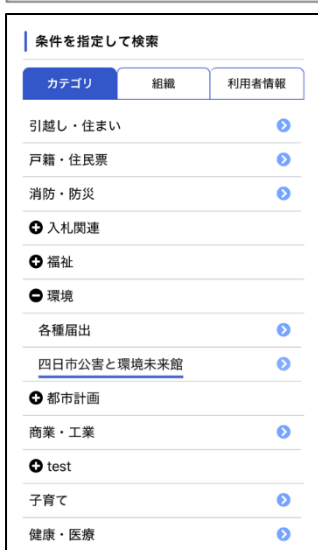 条件を指定して検索
カテゴリ 組織 利用者情報
引越し・住まい
戸籍・住民票
消防・防災
入札関連
福祉
環境
各種届出
四日市公害と環境未来館
都市計画
商業・工業
test
子育て
健康・医療